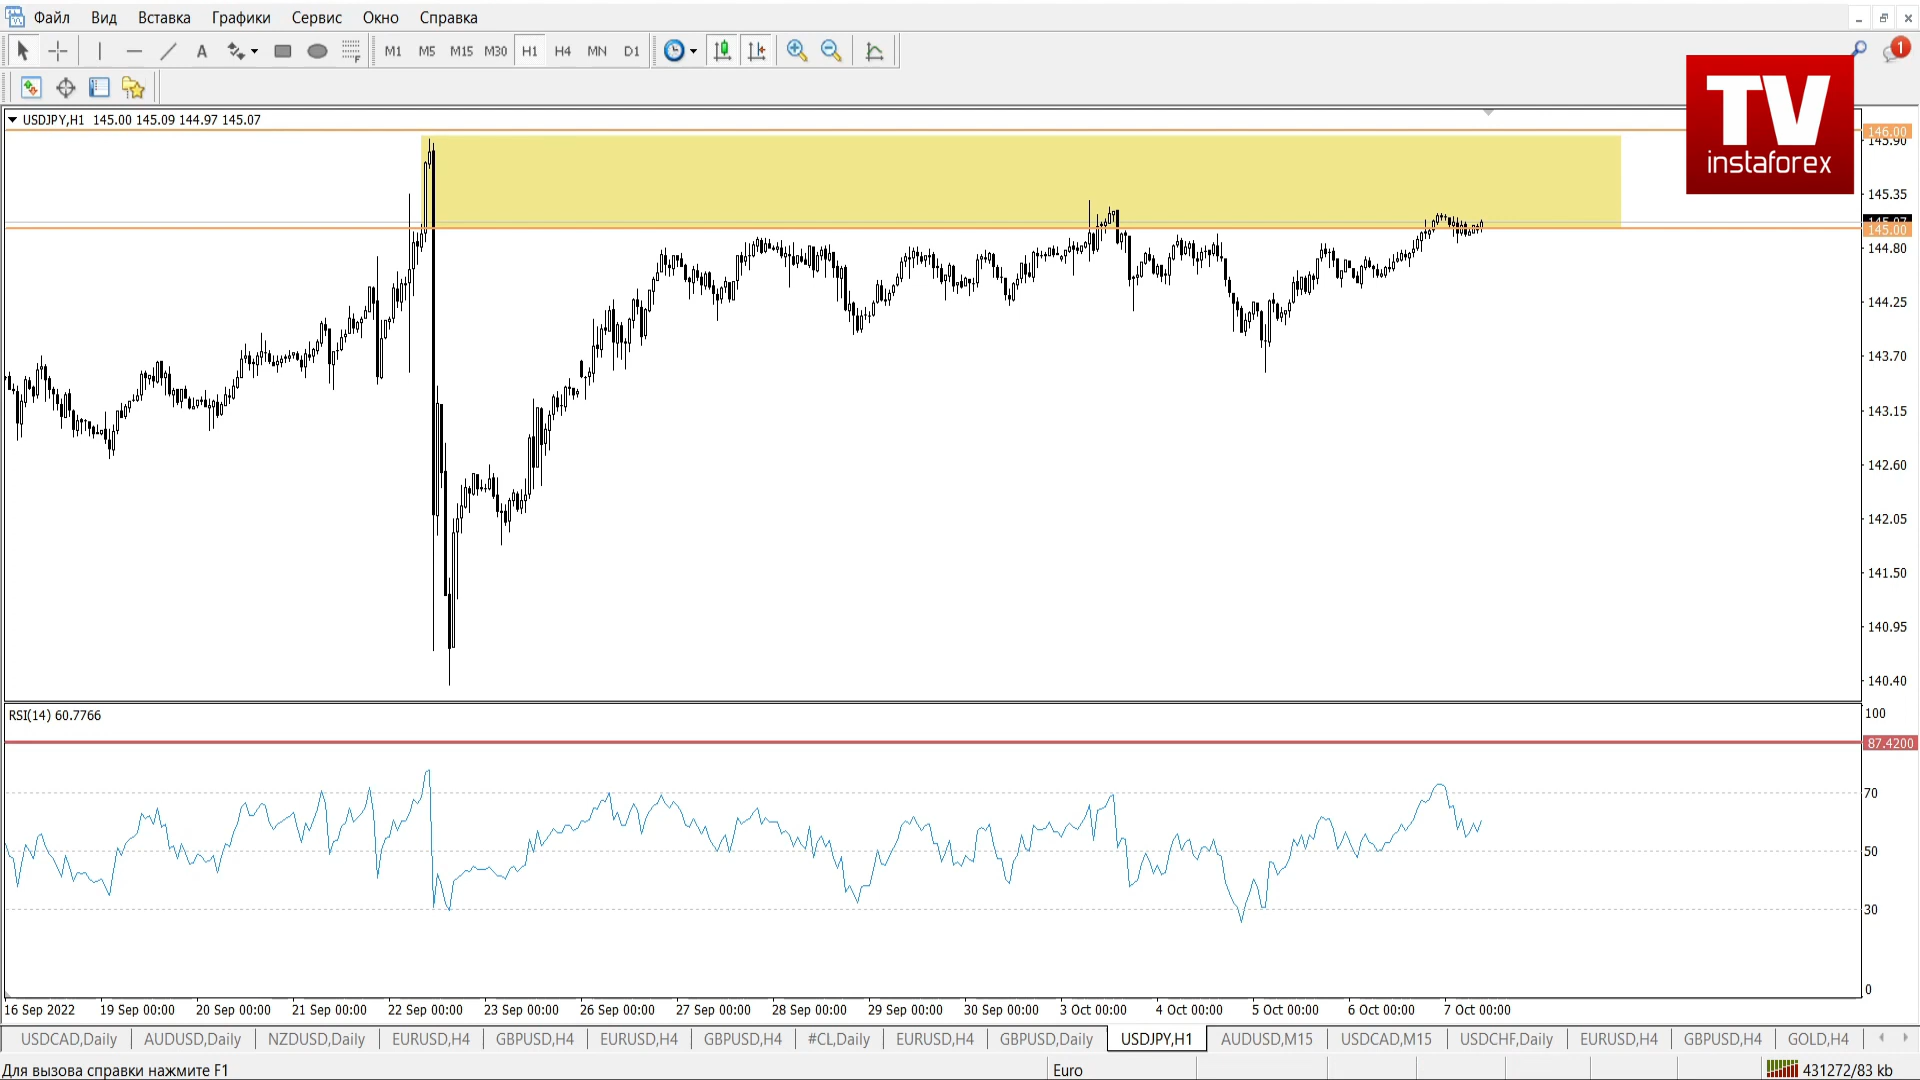 Файл Вид Вставка Графики Сервис Окно Справка
A F M1 M5 M15 M30 H1 H4 MN D1 1
TV
instaforex
USDJPY,H1 145.00 145.09 144.97 145.07
146.00
145.90
145.35
145.07
145.00
144.80
144.25
143.70
143.15
142.60
142.05
141.50
140.95
140.40
RSI(14) 60.7766
100
87.4200
70
50
30
0
16 Sep 2022 19 Sep 00:00 20 Sep 00:00 21 Sep 00:00 22 Sep 00:00 23 Sep 00:00 26 Sep 00:00 27 Sep 00:00 28 Sep 00:00 29 Sep 00:00 30 Sep 00:00 3 Oct 00:00 4 Oct 00:00 5 Oct 00:00 6 Oct 00:00 7 Oct 00:00
USDCAD,Daily AUDUSD,Daily NZDUSD,Daily EURUSD,H4 GBPUSD,H4 EURUSD,H4 GBPUSD,H4 #CL,Daily EURUSD,H4 GBPUSD,Daily USDJPY,H1 AUDUSD,M15 USDCAD,M15 USDCHF,Daily EURUSD,H4 GBPUSD,H4 GOLD,H4
Для вызова справки нажмите F1 Euro 431272/83 kb